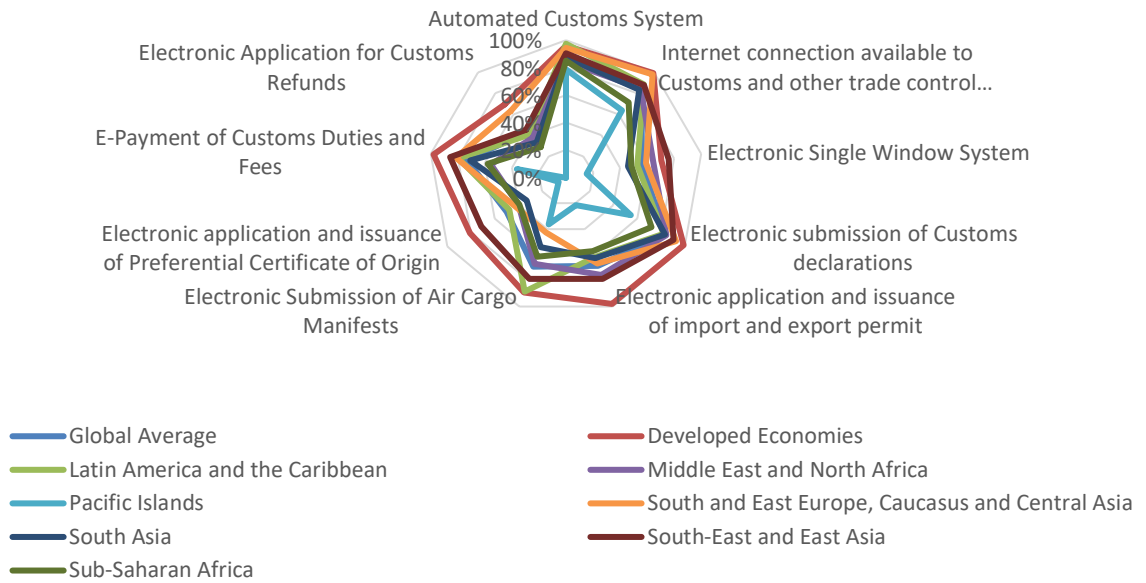 Automated Customs System
100%
80%
60%
40%
20%
0%
Internet connection available to
Customs and other trade control...
Electronic Single Window System
Electronic submission of Customs
declarations
Electronic application and issuance
of import and export permit
Electronic Submission of Air Cargo
Manifests
Electronic application and issuance
of Preferential Certificate of Origin
E-Payment of Customs Duties and
Fees
Electronic Application for Customs
Refunds
Global Average
Developed Economies
Latin America and the Caribbean
Middle East and North Africa
Pacific Islands
South and East Europe, Caucasus and Central Asia
South Asia
South-East and East Asia
Sub-Saharan Africa